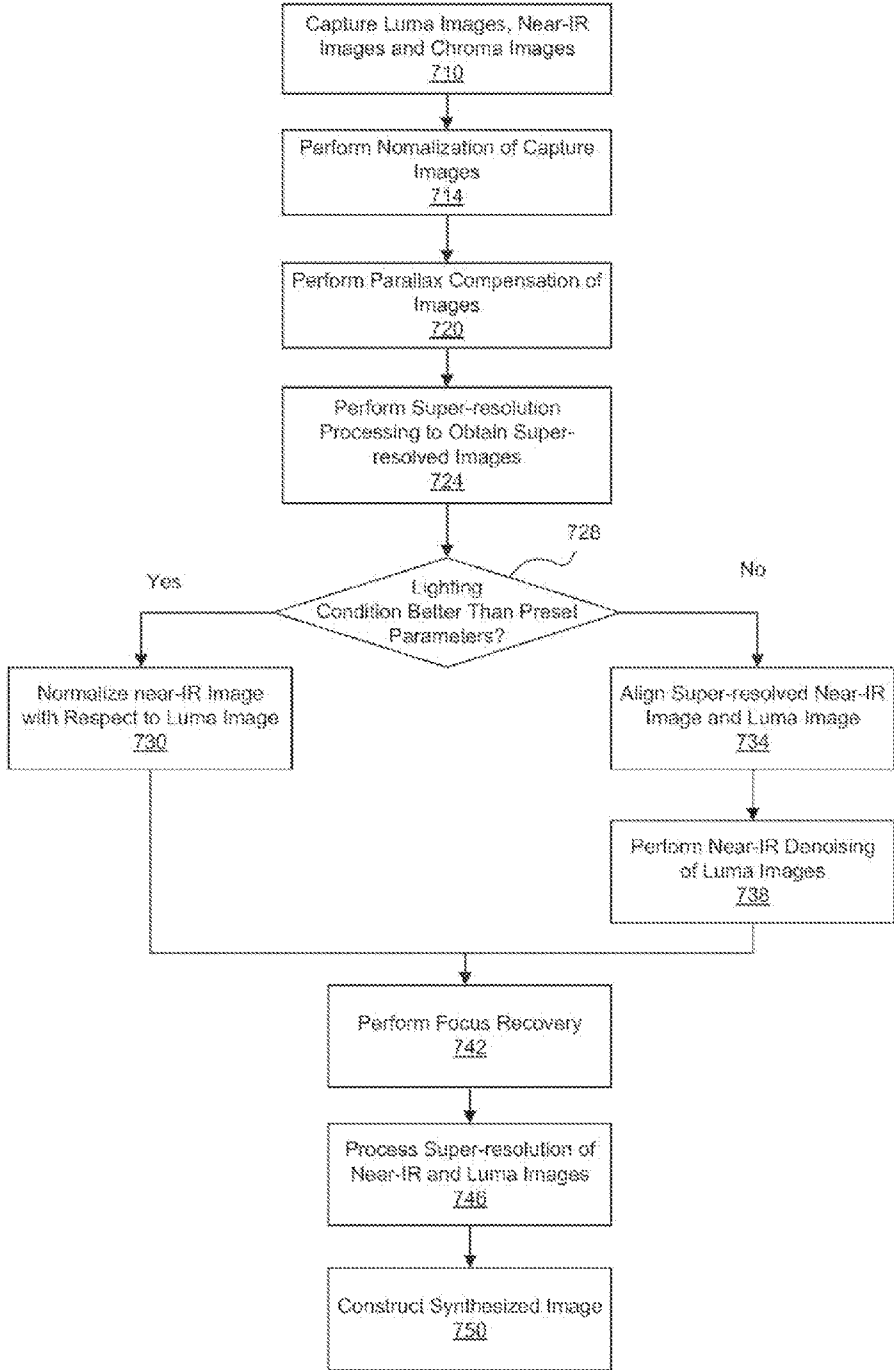 Capture Luma Images, Near-IR
Images and Chroma Images
710
Perform Nomalization of Capture
Images
714
Perform Parallax Compensation of
Images
720
Perform Super-resolution
Processing to Obtain Super-
resolved Images
724
728
Yes
No
Lighting
Condition Better Than Preset
Parameters?
Normalize near-IR Image
with Respect to Luma Image
730
Align Super-resolved Near-IR
Image and Luma Image
734
Perform Near-IR Denoising
of Luma Images
738
Perform Focus Recovery
742
Process Super-resolution of
Near-IR and Luma Images
746
Construct Synthesized Image
750